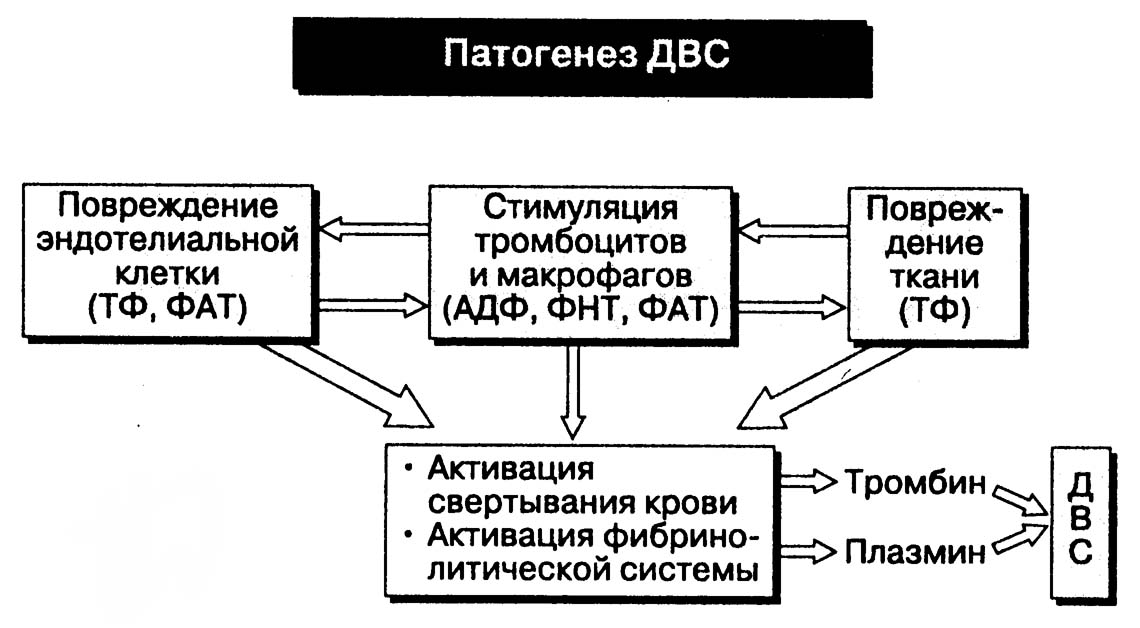 Патогенез ДВС
Повреждение
эндотелиальной
клетки
(ТФ, ФАТ)
Стимуляция
тромбоцитов
и макрофагов
(АДФ, ФНТ, ФАТ)
Повреж-
дение
ткани
(ТФ)
• Активация
свертывания крови
• Активация фибрино-
литической системы
Тромбин
Плазмин
Д
В
С